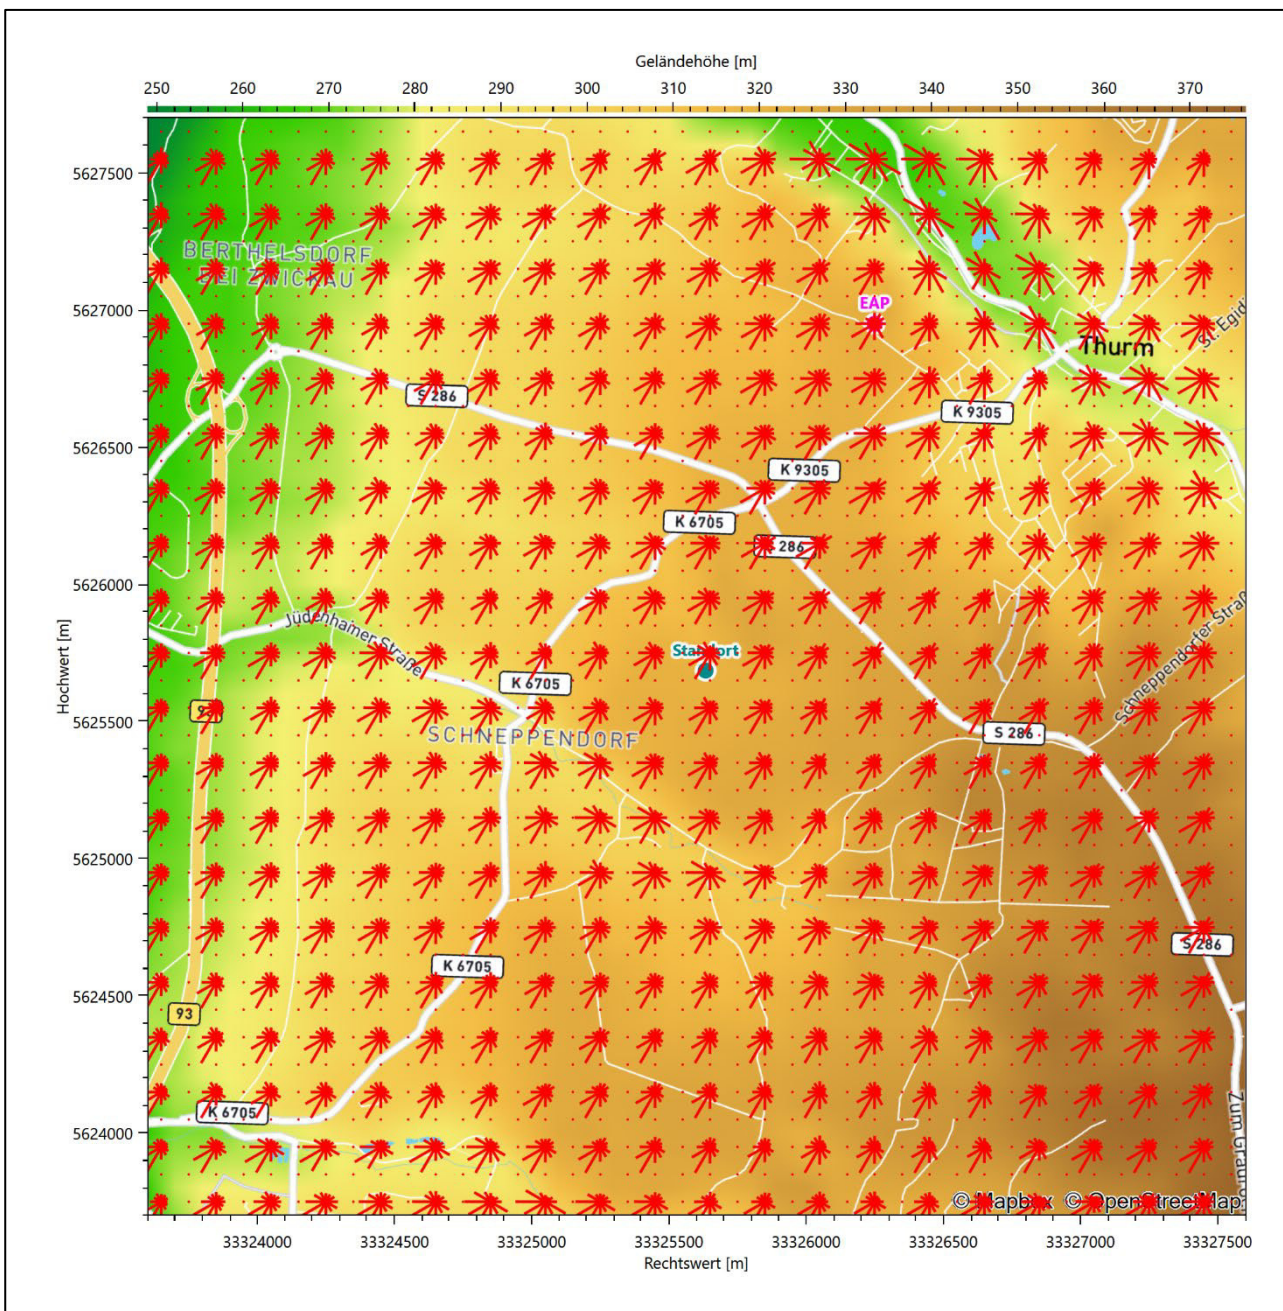 Geländehöhe [m]
250 260 270 280 290 300 310 320 330 340 350 360 370
5627500
BERTHELSDORF
BEI ZWICKAU
5627000
EAP
Thurm
St. Egidi
S 286
K 9305
5626500
K 9305
K 6705
S 286
5626000
Jüdenhainer Straße
Standort
Schneppendorfer Straß
K 6705
Hochwert [m]
93
5625500
SCHNEPPENDORF
S 286
5625000
S 286
K 6705
5624500
93
K 6705
5624000
Zum Graur
© Mapbox © OpenStreetMap
33324000 33324500 33325000 33325500 33326000 33326500 33327000 33327500
Rechtswert [m]